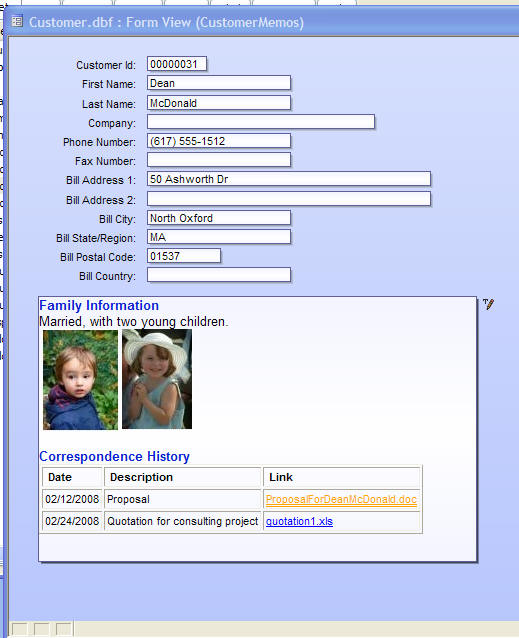 Customer.dbf : Form View (CustomerMemos)
Customer Id: 00000031
First Name: Dean
Last Name: McDonald
Company:
Phone Number: (617) 555-1512
Fax Number:
Bill Address 1: 50 Ashworth Dr
Bill Address 2:
Bill City: North Oxford
Bill State/Region: MA
Bill Postal Code: 01537
Bill Country:
Family Information
Married, with two young children.
Correspondence History
Date Description Link
02/12/2008 Proposal ProposalForDeanMcDonald.doc
02/24/2008 Quotation for consulting project quotation1.xls